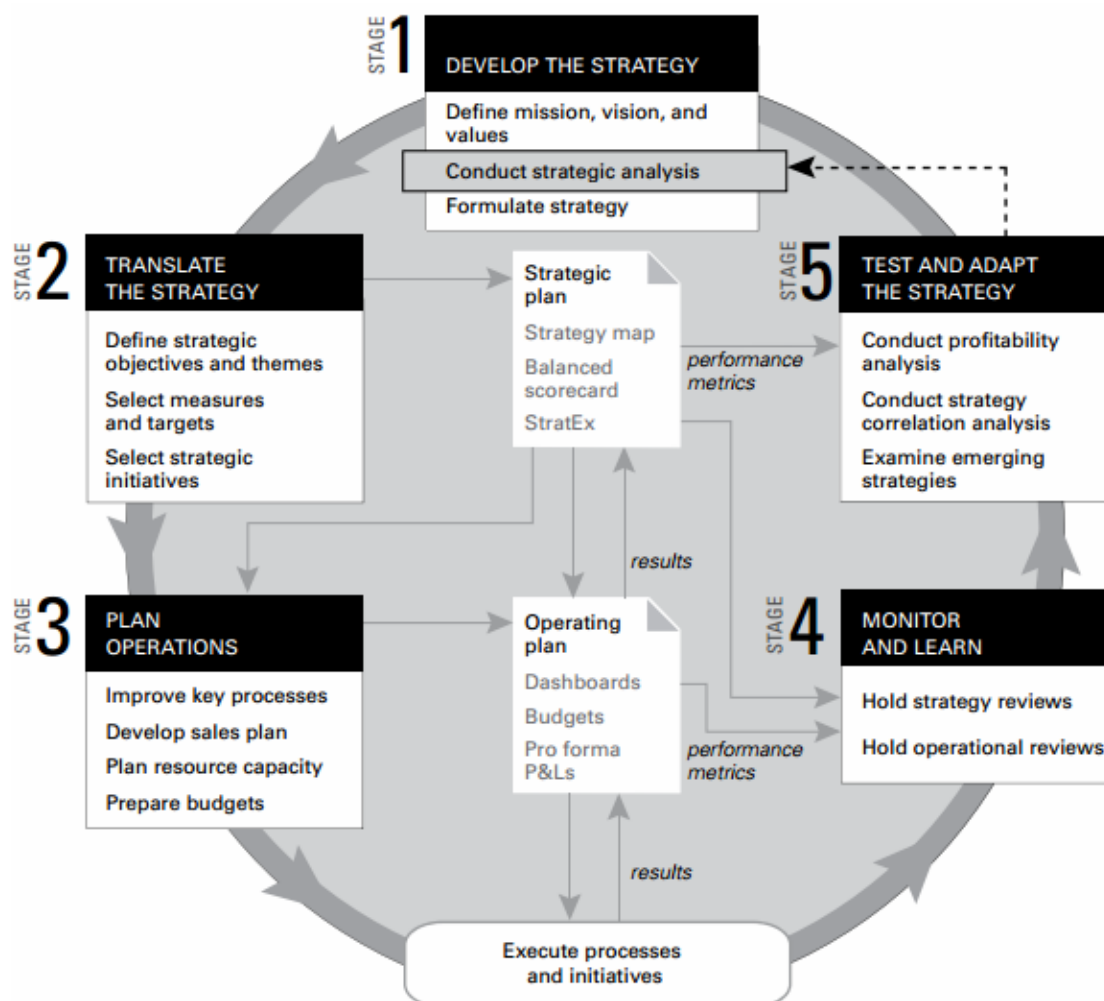 STAGE 1
DEVELOP THE STRATEGY
Define mission, vision, and
values
Conduct strategic analysis
Formulate strategy
STAGE 2
TRANSLATE
THE STRATEGY
Define strategic
objectives and themes
Select measures
and targets
Select strategic
initiatives
Strategic
plan
Strategy map
Balanced
scorecard
StratEx
performance
metrics
STAGE 5
TEST AND ADAPT
THE STRATEGY
Conduct profitability
analysis
Conduct strategy
correlation analysis
Examine emerging
strategies
results
STAGE 3
PLAN
OPERATIONS
Improve key processes
Develop sales plan
Plan resource capacity
Prepare budgets
Operating
plan
Dashboards
Budgets
Pro forma
P&Ls
performance
metrics
STAGE 4
MONITOR
AND LEARN
Hold strategy reviews
Hold operational reviews
results
Execute processes
and initiatives